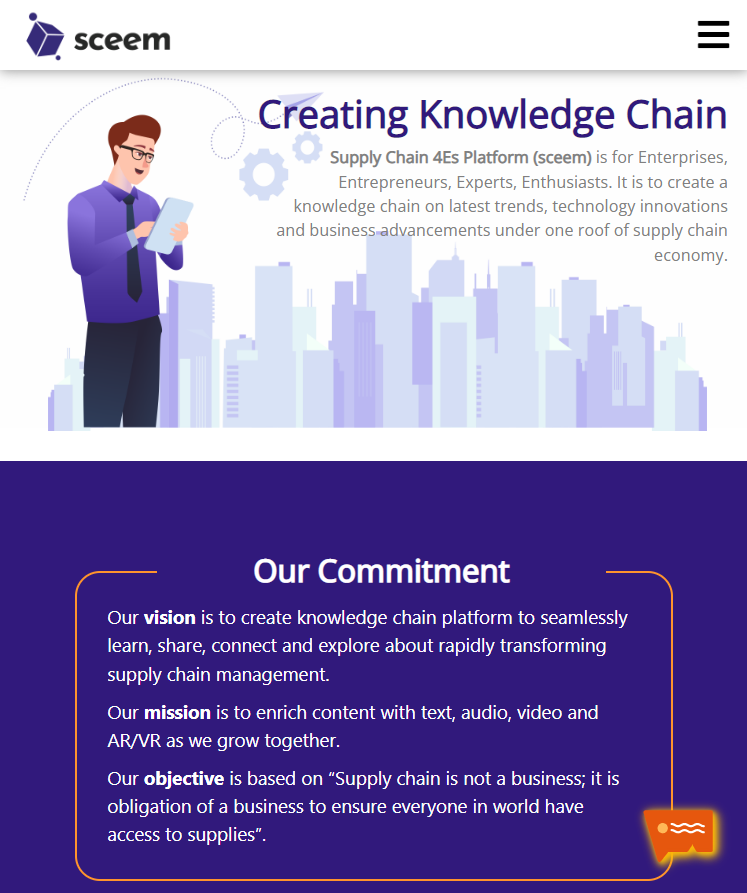 sceem
Creating Knowledge Chain
Supply Chain 4Es Platform (sceem) is for Enterprises,
Entrepreneurs, Experts, Enthusiasts. It is to create a
knowledge chain on latest trends, technology innovations
and business advancements under one roof of supply chain
economy.
Our Commitment
Our vision is to create knowledge chain platform to seamlessly
learn, share, connect and explore about rapidly transforming
supply chain management.
Our mission is to enrich content with text, audio, video and
AR/VR as we grow together.
Our objective is based on “Supply chain is not a business; it is
obligation of a business to ensure everyone in world have
access to supplies”.